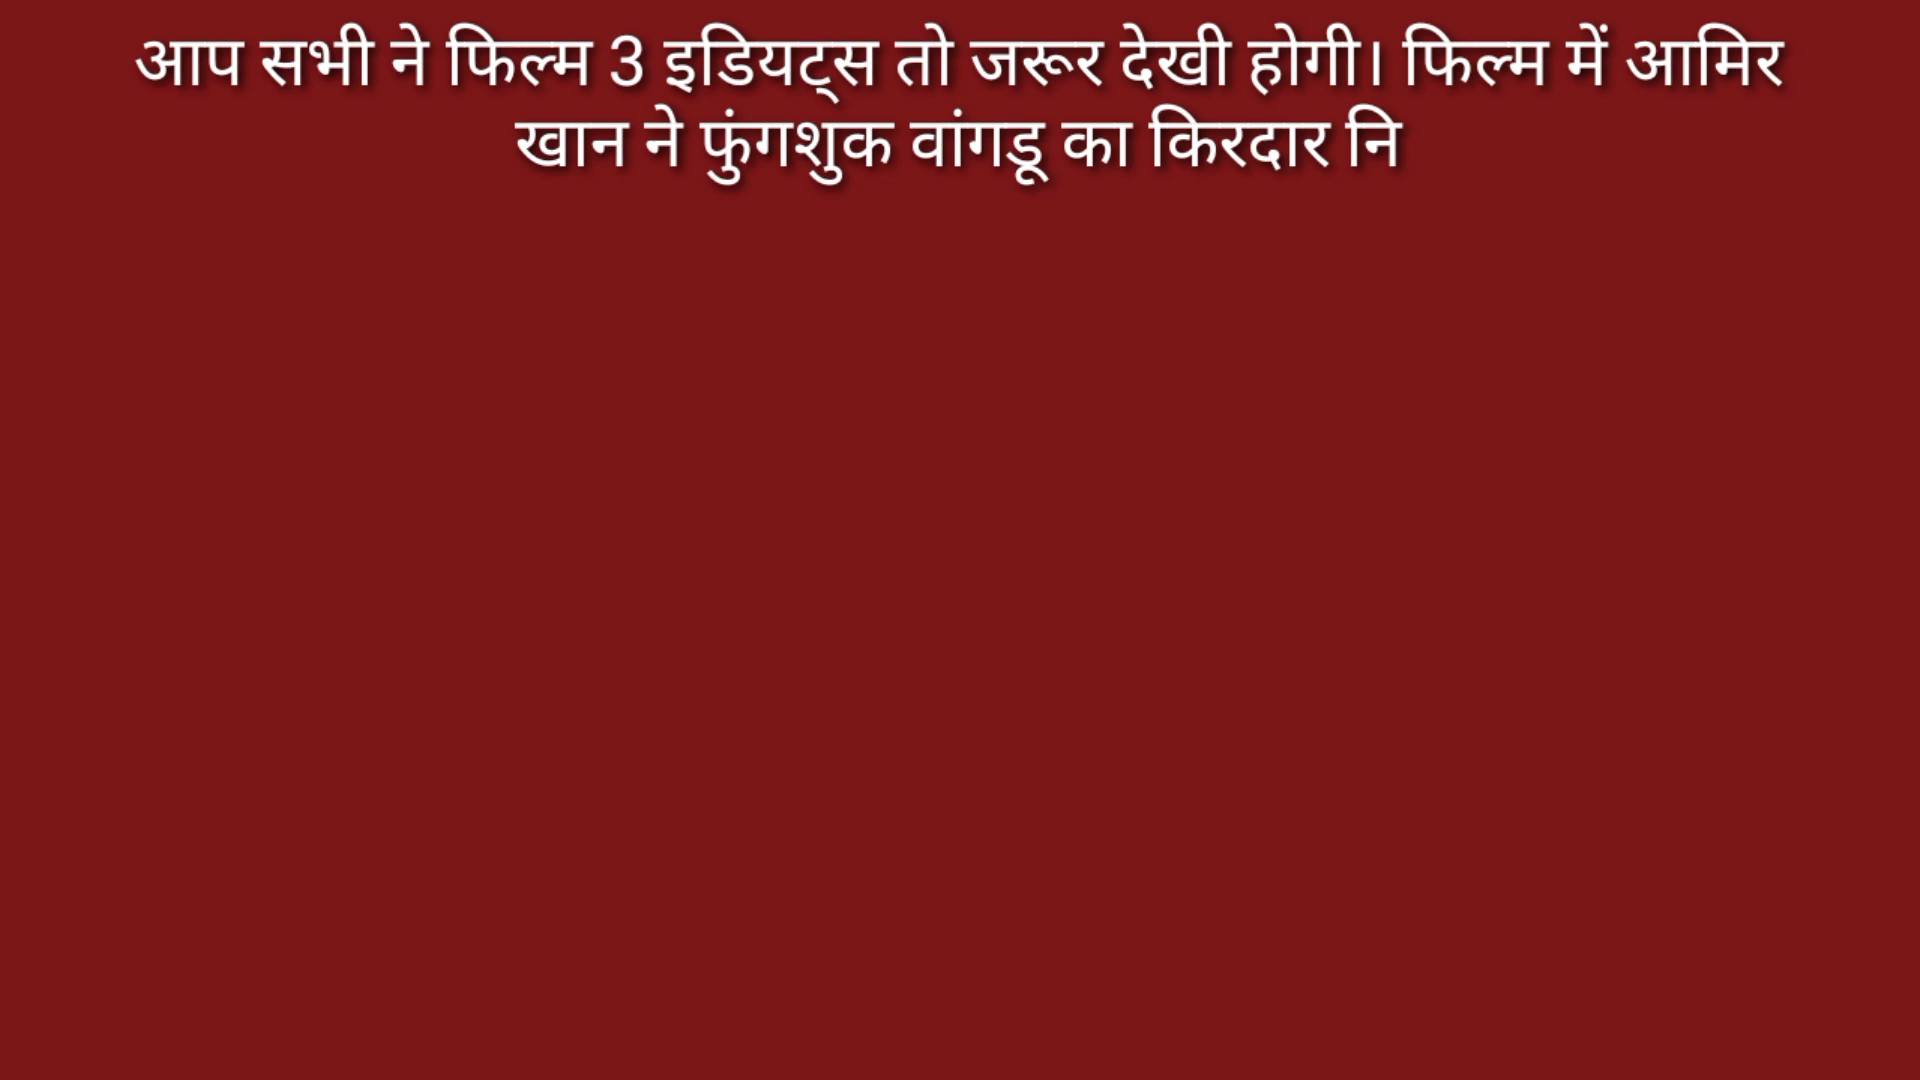 आप सभी ने फिल्म 3 इडियट्स तो जरूर देखी होगी। फिल्म में आमिर
खान ने फुंगशुक वांगडू का किरदार नि